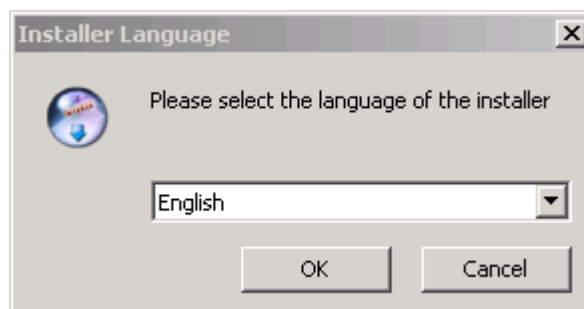 Installer Language
Please select the language of the installer
English
OK
Cancel